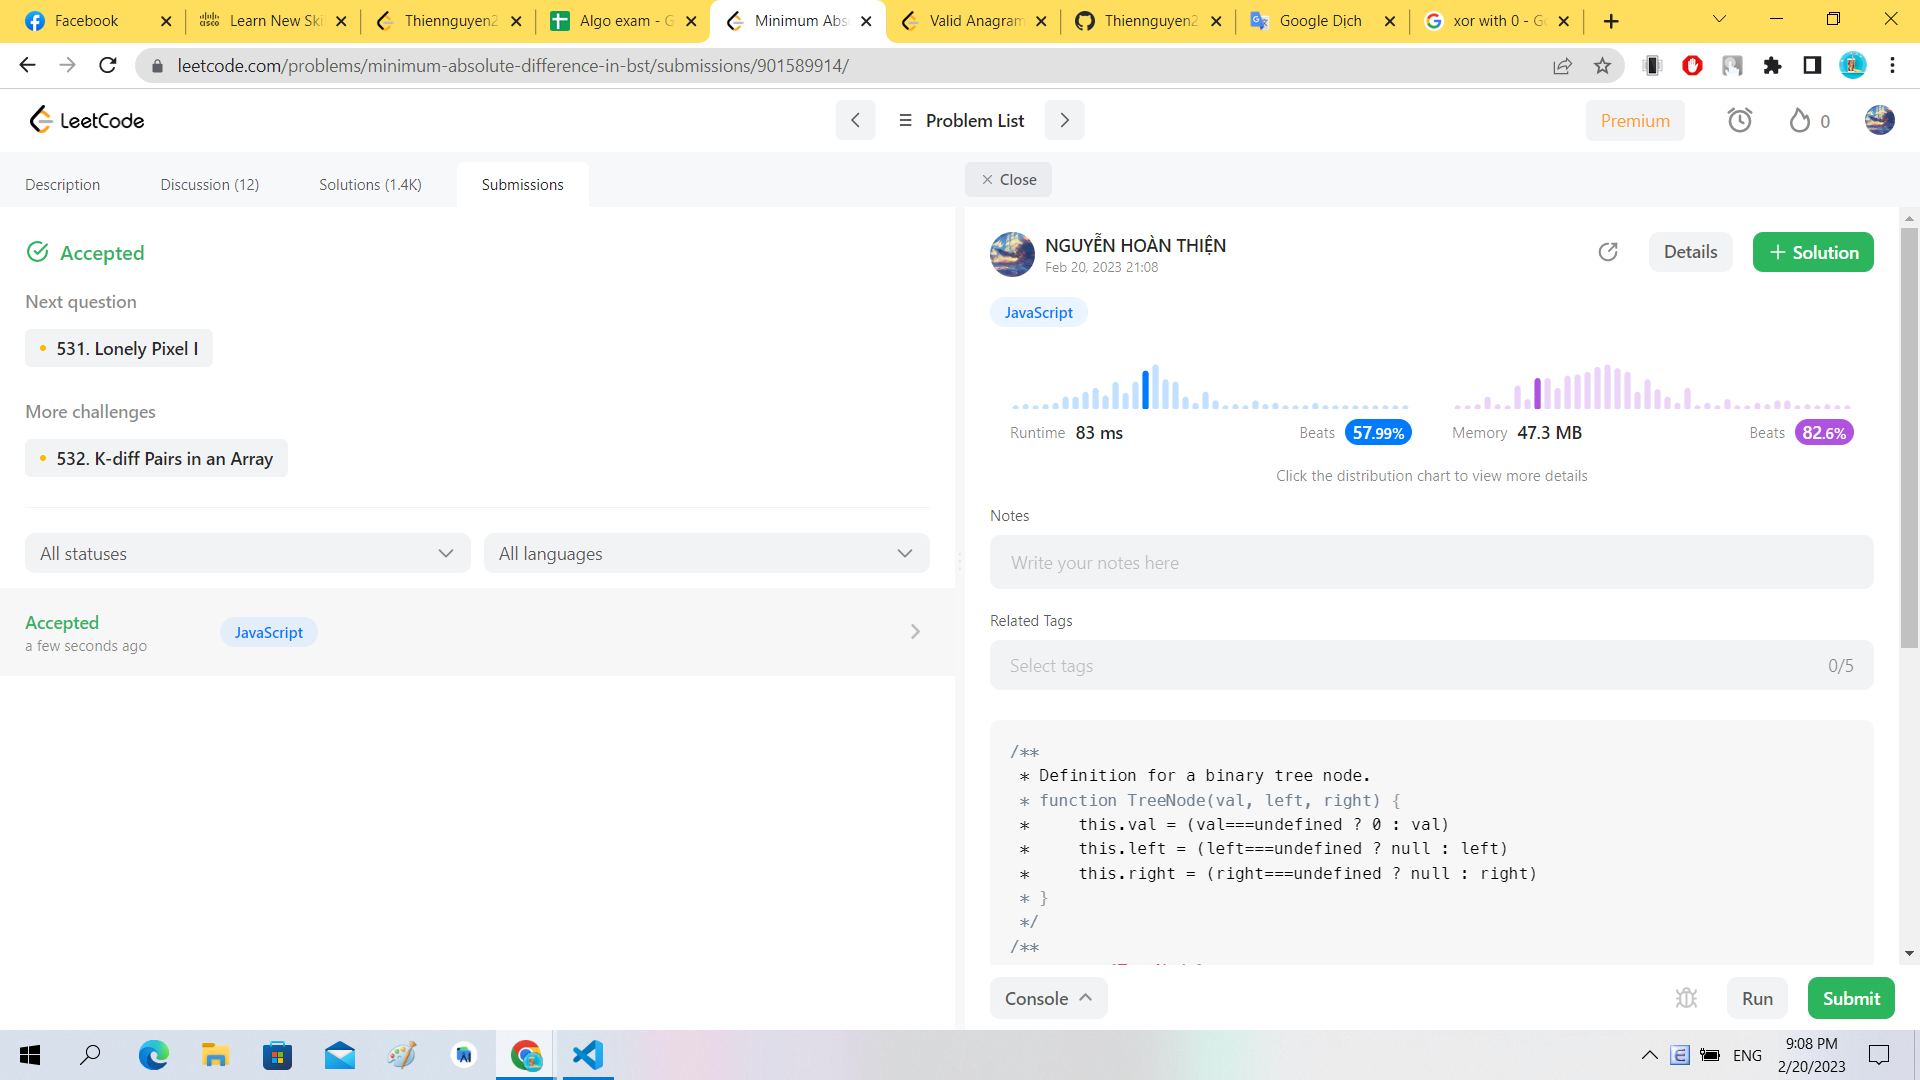 Facebook
Learn New Ski
Thiennguyen2
Algo exam - G
Minimum Abs
Valid Anagram
Thiennguyen2
Google Dịch
xor with 0 - Go
leetcode.com/problems/minimum-absolute-difference-in-bst/submissions/901589914/
LeetCode
Problem List
Premium
0
Description
Discussion (12)
Solutions (1.4K)
Submissions
Close
Accepted
Next question
531. Lonely Pixel I
More challenges
532. K-diff Pairs in an Array
All statuses
All languages
Accepted
a few seconds ago
JavaScript
NGUYỄN HOÀN THIỆN
Feb 20, 2023 21:08
Details
+ Solution
JavaScript
Runtime 83 ms
Beats 57.99%
Memory 47.3 MB
Beats 82.6%
Click the distribution chart to view more details
Notes
Write your notes here
Related Tags
Select tags
0/5
/**
 * Definition for a binary tree node.
 * function TreeNode(val, left, right) {
 *     this.val = (val===undefined ? 0 : val)
 *     this.left = (left===undefined ? null : left)
 *     this.right = (right===undefined ? null : right)
 * }
 */
/**
Console
Run
Submit
ENG
9:08 PM
2/20/2023